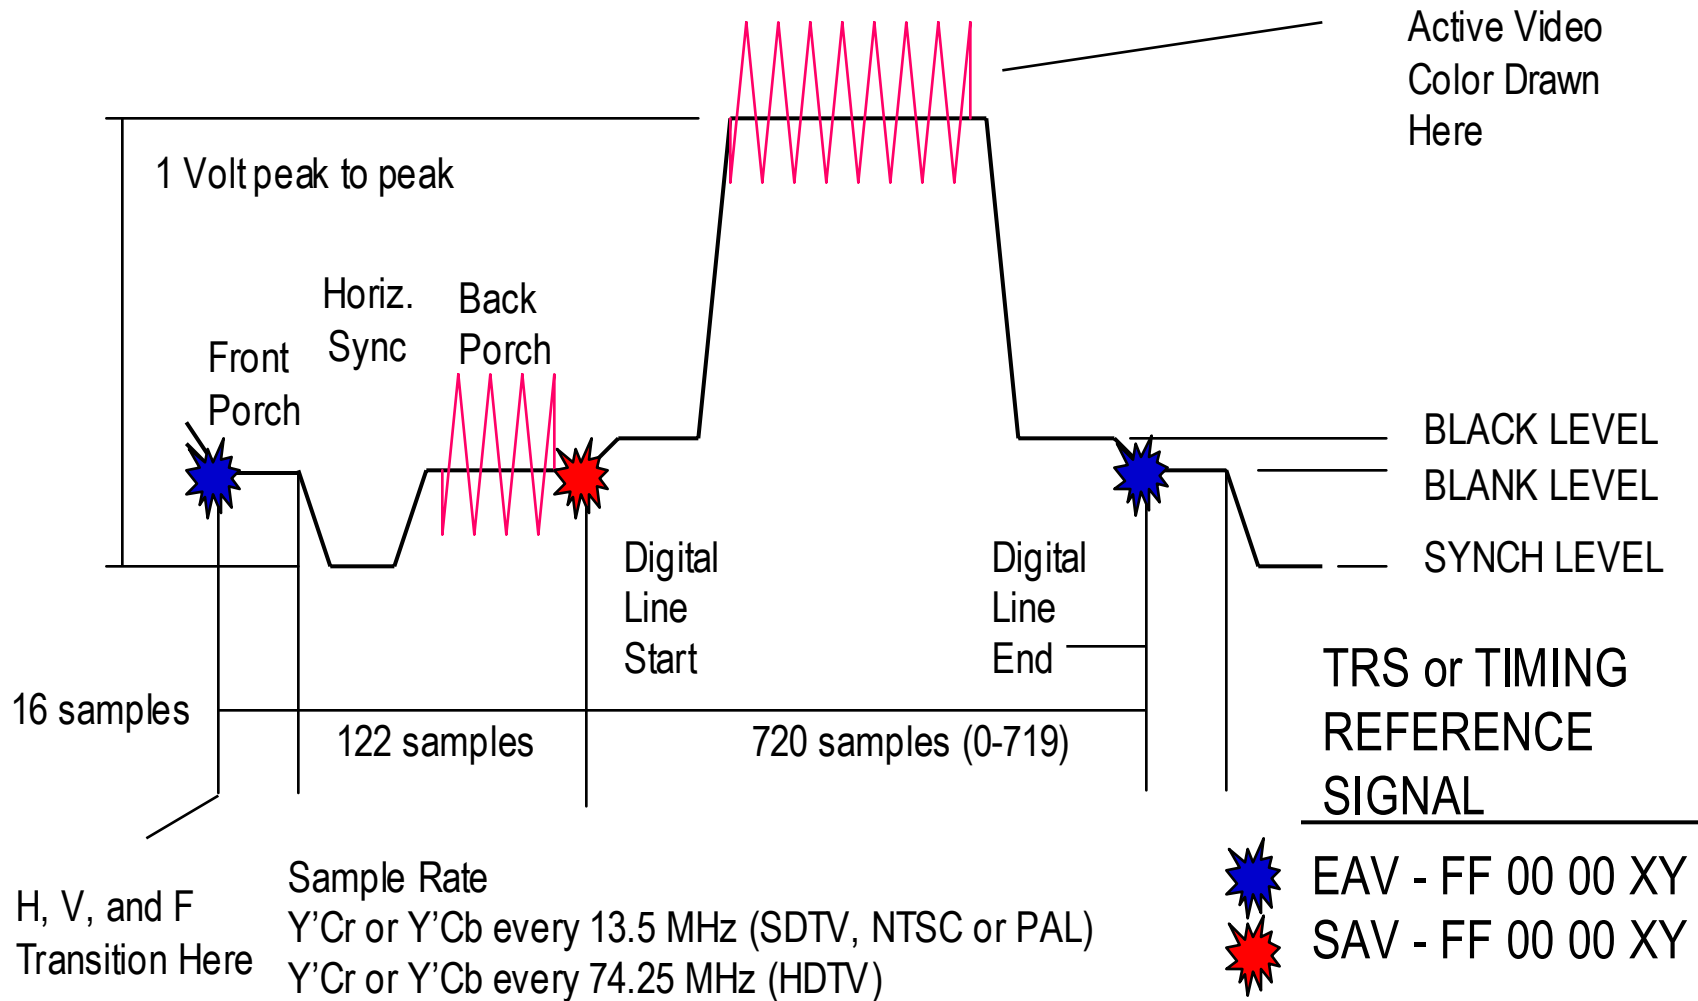 Active Video
Color Drawn
Here
1 Volt peak to peak
Horiz.
Sync
Back
Porch
Front
Porch
BLACK LEVEL
BLANK LEVEL
SYNCH LEVEL
Digital
Line
Start
Digital
Line
End
16 samples
122 samples
720 samples (0-719)
TRS or TIMING
REFERENCE
SIGNAL
EAV - FF 00 00 XY
SAV - FF 00 00 XY
H, V, and F
Transition Here
Sample Rate
Y'Cr or Y'Cb every 13.5 MHz (SDTV, NTSC or PAL)
Y'Cr or Y'Cb every 74.25 MHz (HDTV)